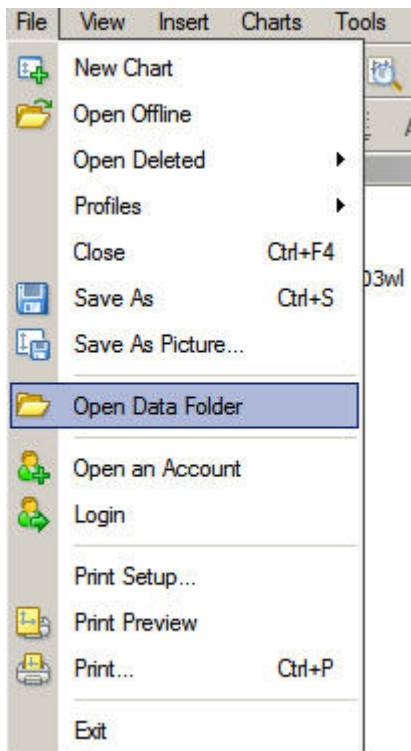 File View Insert Charts Tools
New Chart
Open Offline
Open Deleted
Profiles
Close Ctrl+F4
03wl
Save As Ctrl+S
Save As Picture...
Open Data Folder
Open an Account
Login
Print Setup...
Print Preview
Print... Ctrl+P
Exit